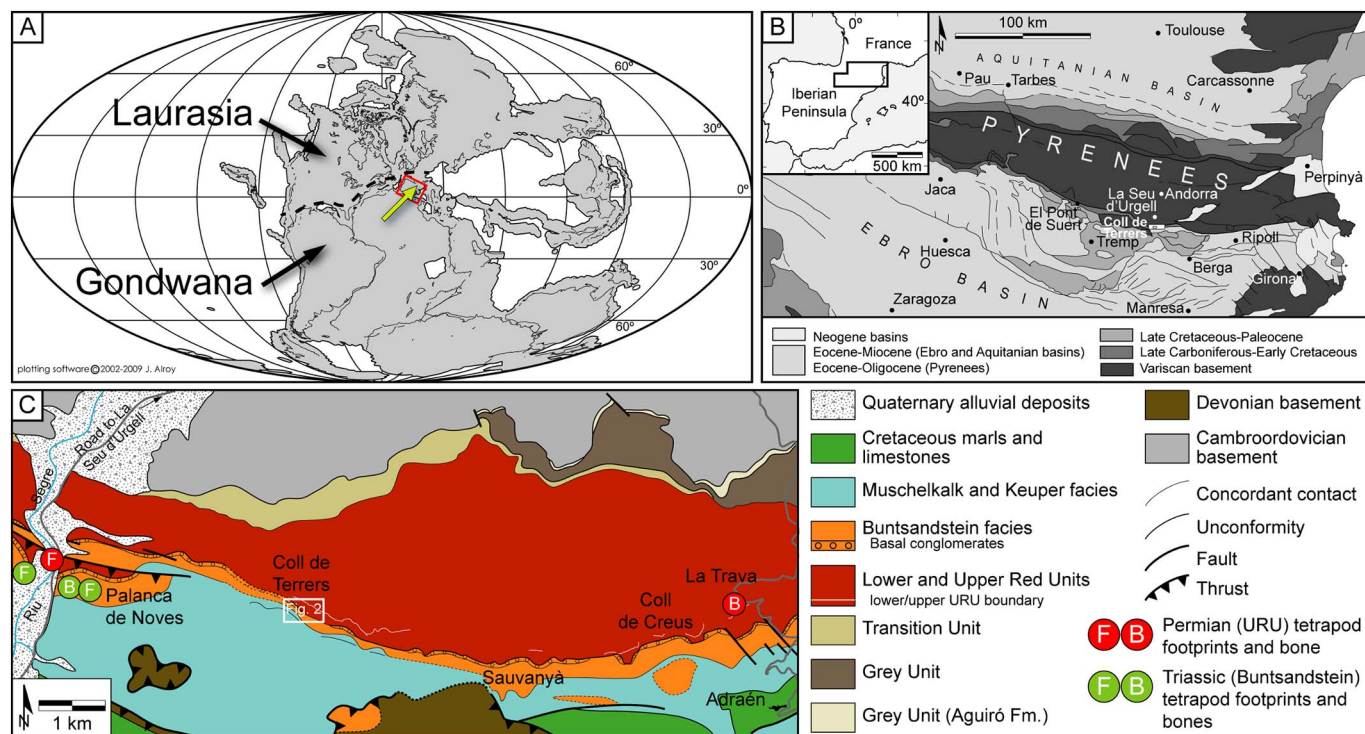 A
Laurasia
Gondwana
60º
30º
0º
30º
60º
plotting software © 2002-2009 J. Alroy
B
0º
France
Iberian
Peninsula
40º
500 km
N
100 km
Toulouse
AQUITANIAN BASIN
Pau
Tarbes
Carcassonne
PYRENEES
Perpinyà
Jaca
La Seu
d'Urgell
Andorra
El Pont
de Suert
Coll de
Terrers
Tremp
Ripoll
Huesca
EBRO BASIN
Berga
Girona
Zaragoza
Manresa
Neogene basins
Eocene-Miocene (Ebro and Aquitanian basins)
Eocene-Oligocene (Pyrenees)
Late Cretaceous-Paleocene
Late Carboniferous-Early Cretaceous
Variscan basement
C
Road to La
Seu d'Urgell
Segre
Riu
F
F
B
F
Palanca
de Noves
Coll de
Terrers
Fig. 2
La Trava
B
Coll
de Creus
Sauvanyà
Adraén
N
1 km
Quaternary alluvial deposits
Cretaceous marls and
limestones
Muschelkalk and Keuper facies
Buntsandstein facies
Basal conglomerates
Lower and Upper Red Units
lower/upper URU boundary
Transition Unit
Grey Unit
Grey Unit (Aguiró Fm.)
Devonian basement
Cambroordovician
basement
Concordant contact
Unconformity
Fault
Thrust
F B Permian (URU) tetrapod
footprints and bone
F B Triassic (Buntsandstein)
tetrapod footprints and
bones